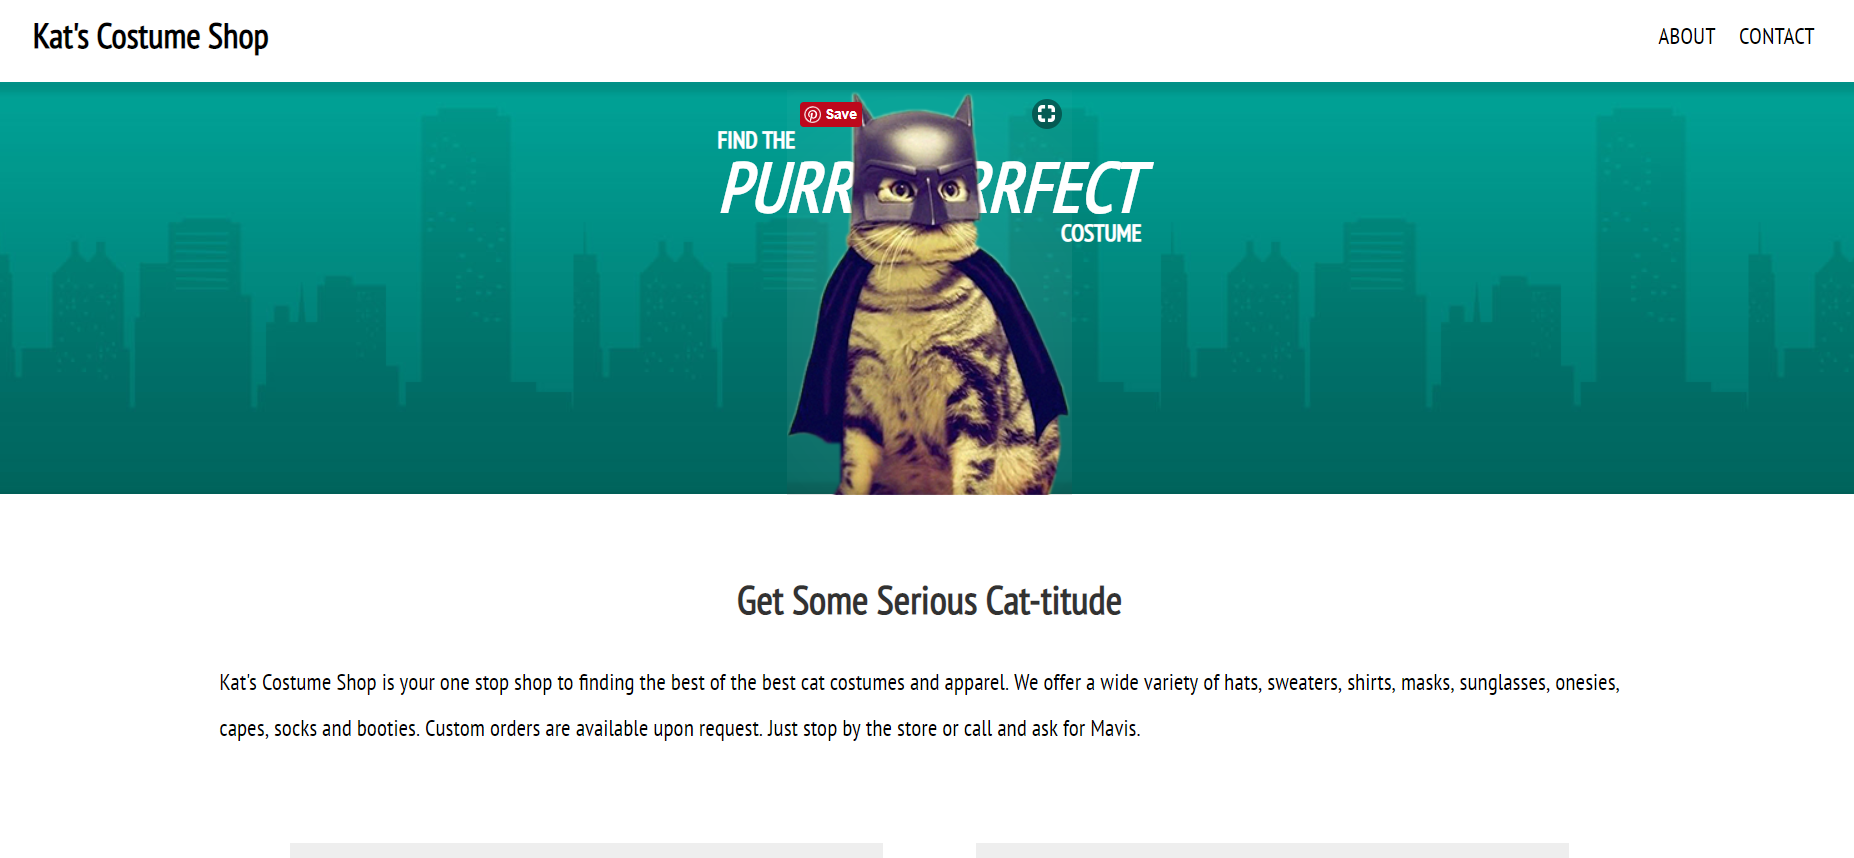 Kat's Costume Shop
ABOUT CONTACT
Save
FIND THE
PURR RRFECT
COSTUME
Get Some Serious Cat-titude
Kat's Costume Shop is your one stop shop to finding the best of the best cat costumes and apparel. We offer a wide variety of hats, sweaters, shirts, masks, sunglasses, onesies,
capes, socks and booties. Custom orders are available upon request. Just stop by the store or call and ask for Mavis.